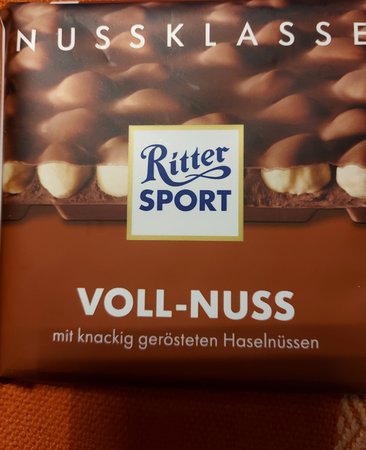 NUSSKLASSE
Ritter
SPORT
VOLL-NUSS
mit knackig gerösteten Haselnüssen